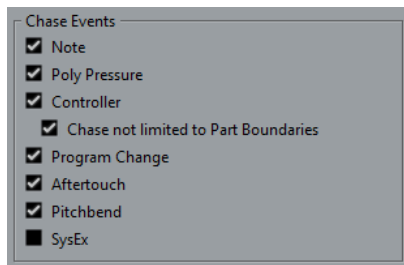 Chase Events
Note
Poly Pressure
Controller
Chase not limited to Part Boundaries
Program Change
Aftertouch
Pitchbend
SysEx